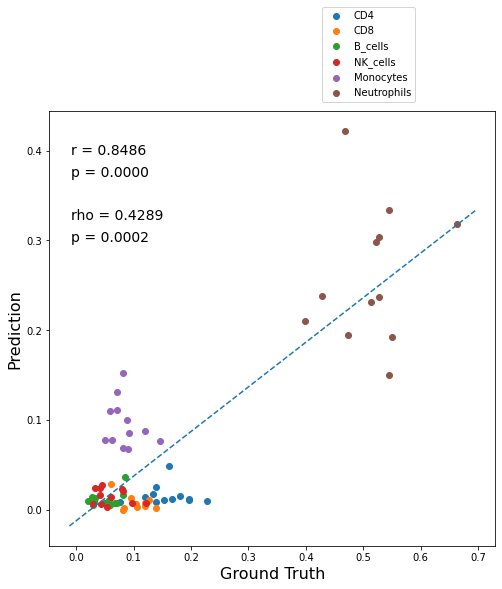 CD4
CD8
B_cells
NK_cells
Monocytes
Neutrophils
r = 0.8486
p = 0.0000
rho = 0.4289
p = 0.0002
Prediction
0.4
0.3
0.2
0.1
0.0
0.0 0.1 0.2 0.3 0.4 0.5 0.6 0.7
Ground Truth